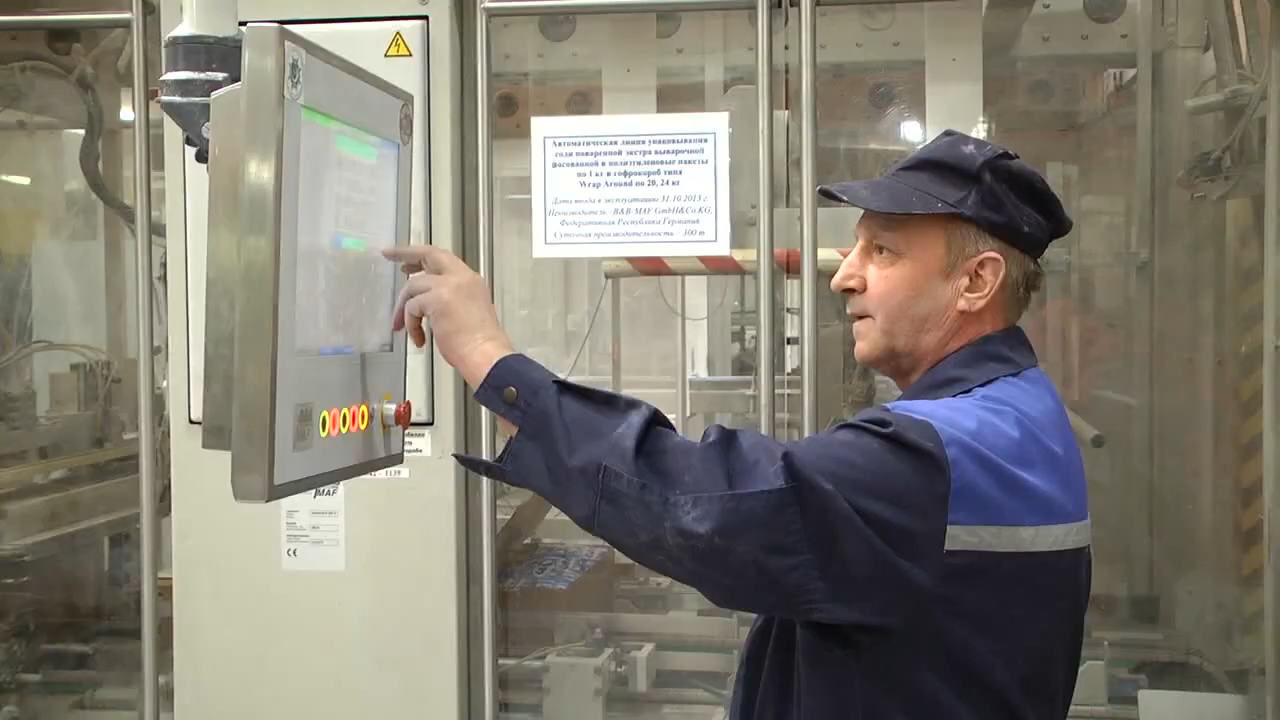 Автоматическая линия упаковывания
соли поваренной экстра выварочной
фасованной в полиэтиленовые пакеты
по 1 кг в гофрокороб типа
Wrap Around по 20, 24 кг
Дата ввода в эксплуатацию 31.10.2013 г.
Производитель - B&B-MAF GmbH&Co.KG,
Федеративная Республика Германия
Суточная производительность – 300 т
MAF
CE